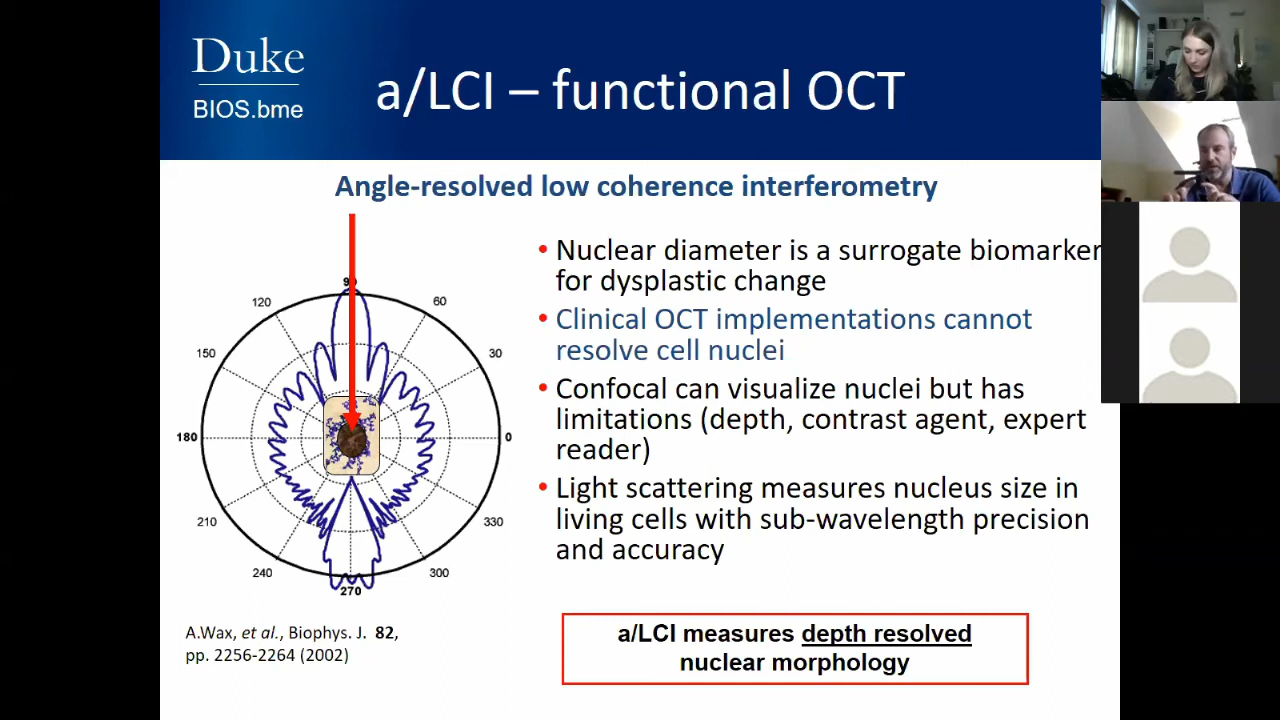 Duke
BIOS.bme
a/LCI – functional OCT
Angle-resolved low coherence interferometry
90
120
60
150
30
180
0
210
330
240
300
270
• Nuclear diameter is a surrogate biomarker
for dysplastic change
• Clinical OCT implementations cannot
resolve cell nuclei
• Confocal can visualize nuclei but has
limitations (depth, contrast agent, expert
reader)
• Light scattering measures nucleus size in
living cells with sub-wavelength precision
and accuracy
A.Wax, et al., Biophys. J. 82,
pp. 2256-2264 (2002)
a/LCI measures depth resolved
nuclear morphology